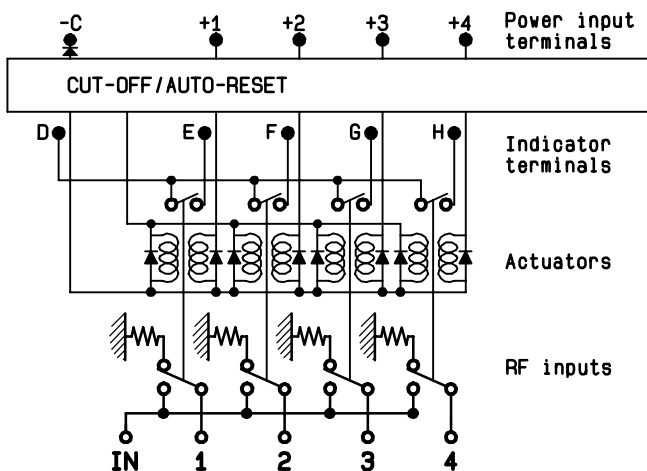 -C +1 +2 +3 +4 Power input
terminals
CUT-OFF/AUTO-RESET
D E F G H Indicator
terminals
Actuators
RF inputs
IN 1 2 3 4